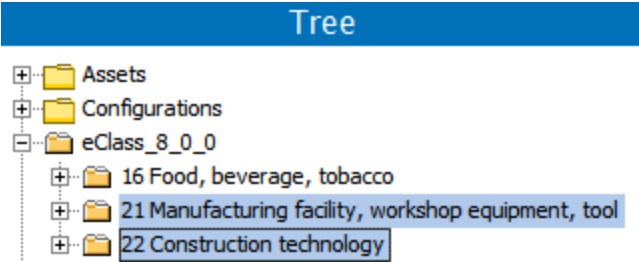 Tree
Assets
Configurations
eClass_8_0_0
16 Food, beverage, tobacco
21 Manufacturing facility, workshop equipment, tool
22 Construction technology